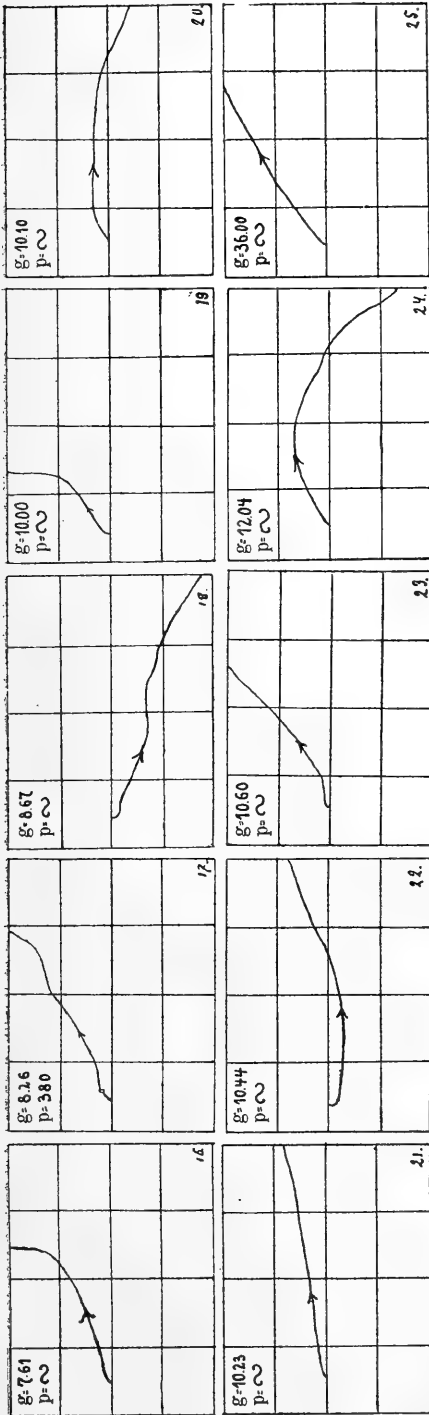 g=7.61
p=∾
16.
g=8.26
p=380
17.
g=8.67
p=∾
18.
g=10.00
p=∾
19
g=10.10
p=∾
20.
g=10.23
p=∾
21.
g=10.44
p=∾
22.
g=10.60
p=∾
23.
g=12.04
p=∾
24.
g=36.00
p=∾
25.